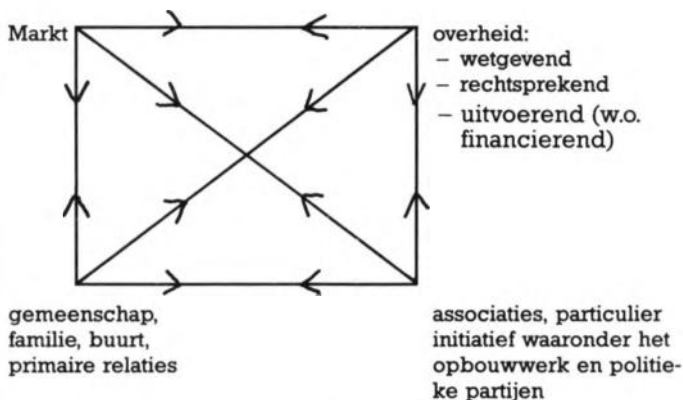 Markt
overheid:
– wetgevend
– rechtsprekend
– uitvoerend (w.o.
financierend)
gemeenschap,
familie, buurt,
primaire relaties
associaties, particulier
initiatief waaronder het
opbouwwerk en politie-
ke partijen